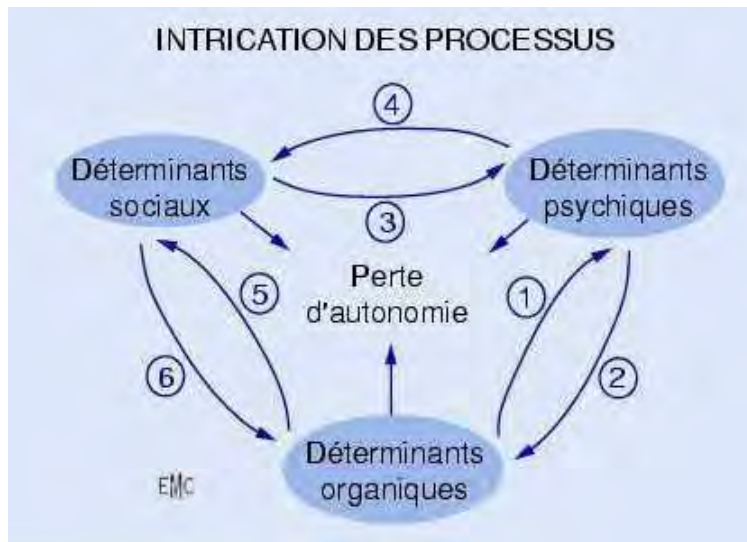 INTRICATION DES PROCESSUS
4
Déterminants
sociaux
Déterminants
psychiques
3
Perte
d'autonomie
5
1
6
2
Déterminants
organiques
EMC